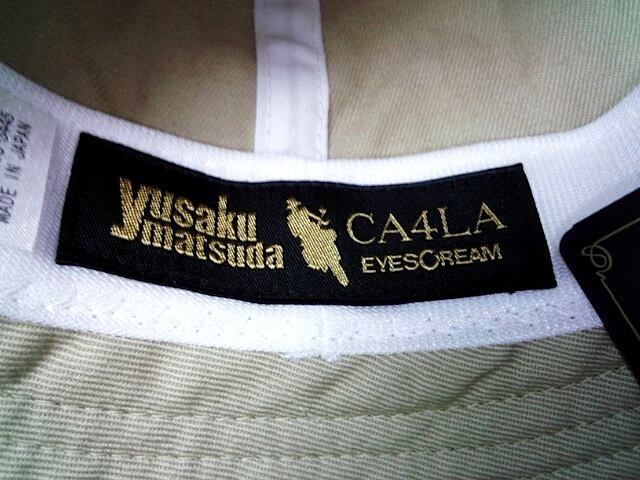 MADE IN JAPAN
yusaku
matsuda
CA4LA
EYESCREAM